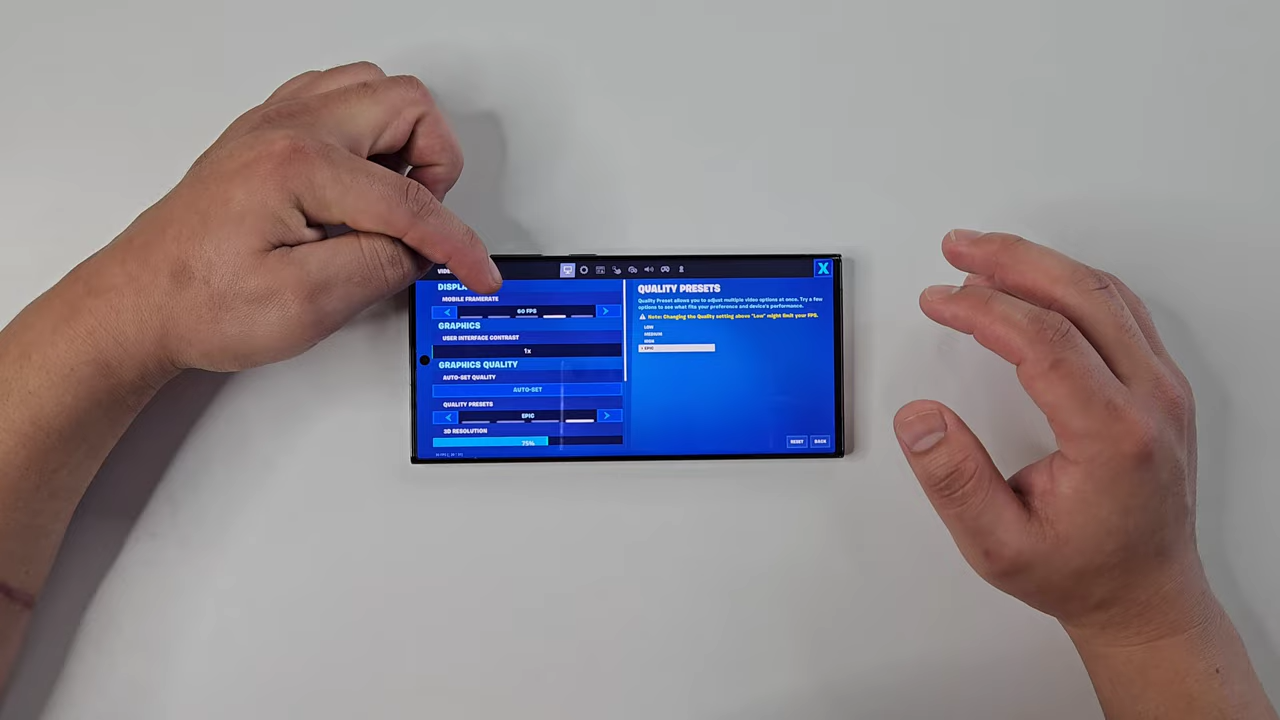 DISPL
MOBILE FRAMERATE
60 FPS
GRAPHICS
USER INTERFACE CONTRAST
1x
GRAPHICS QUALITY
AUTO-SET QUALITY
AUTO-SET
QUALITY PRESETS
EPIC
3D RESOLUTION
75%
X
QUALITY PRESETS
Quality Preset allows you to adjust multiple video options at once. Try a few
options to see what fits your preference and device's performance.
Note: Changing the Quality setting above "Low" might limit your FPS.
LOW
MEDIUM
HIGH
EPIC
RESET
BACK